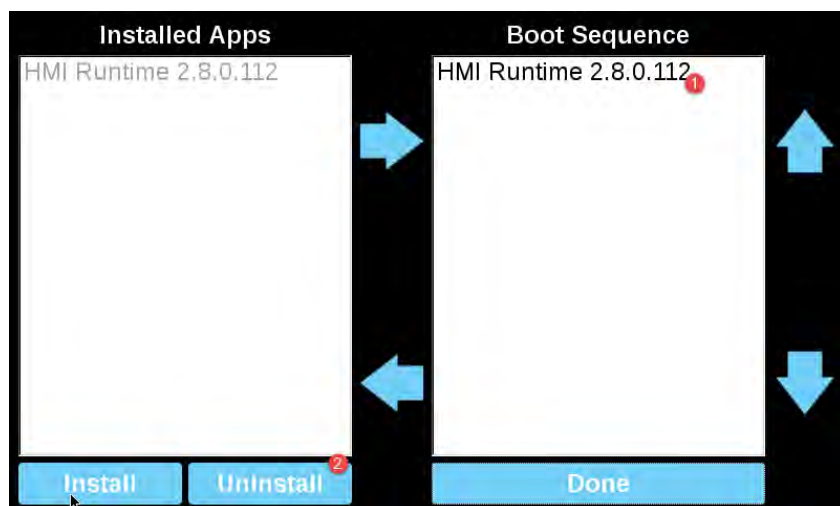 Installed Apps
HMI Runtime 2.8.0.112
Install
Uninstall
2
Boot Sequence
HMI Runtime 2.8.0.112
1
Done